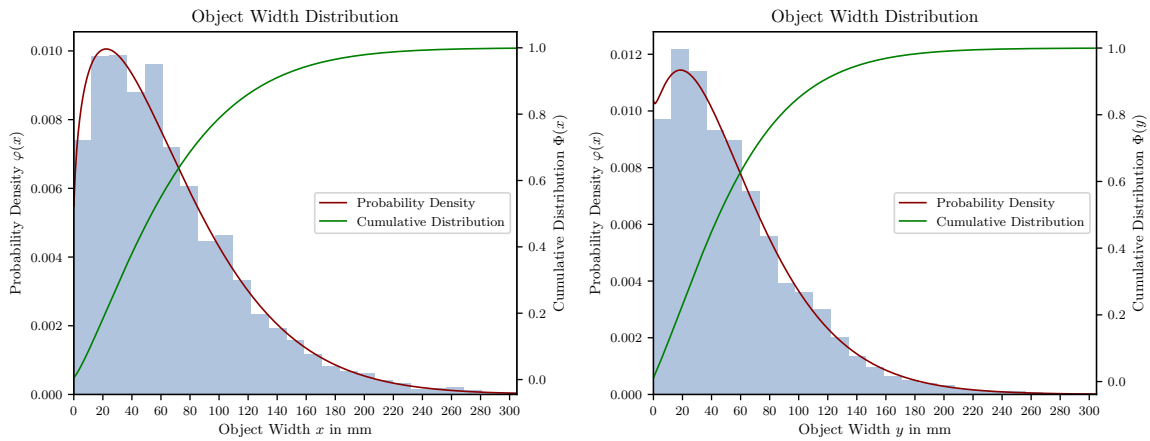 Object Width Distribution
Probability Density φ(x)
0.010
0.008
0.006
0.004
0.002
0.000
1.0
0.8
0.6
0.4
0.2
0.0
Cumulative Distribution Φ(x)
Probability Density
Cumulative Distribution
0 20 40 60 80 100 120 140 160 180 200 220 240 260 280 300
Object Width x in mm
Object Width Distribution
Probability Density φ(x)
0.012
0.010
0.008
0.006
0.004
0.002
0.000
1.0
0.8
0.6
0.4
0.2
0.0
Cumulative Distribution Φ(y)
Probability Density
Cumulative Distribution
0 20 40 60 80 100 120 140 160 180 200 220 240 260 280 300
Object Width y in mm